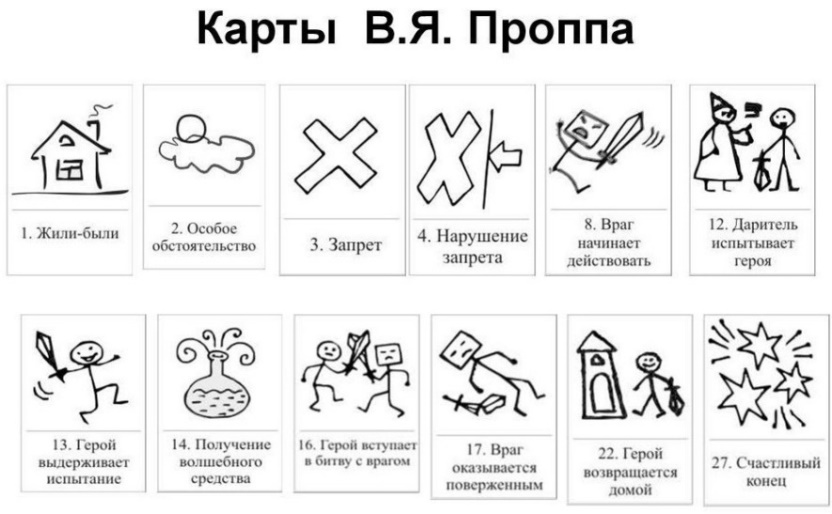 Карты В.Я. Проппа
1. Жили-были
2. Особое
обстоятельство
3. Запрет
4. Нарушение
запрета
8. Враг
начинает
действовать
12. Даритель
испытывает
героя
13. Герой
выдерживает
испытание
14. Получение
волшебного
средства
16. Герой вступает
в битву с врагом
17. Враг
оказывается
поверженным
22. Герой
возвращается
домой
27. Счастливый
конец